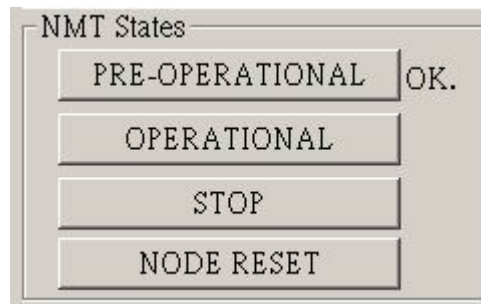 NMT States
PRE-OPERATIONAL OK.
OPERATIONAL
STOP
NODE RESET